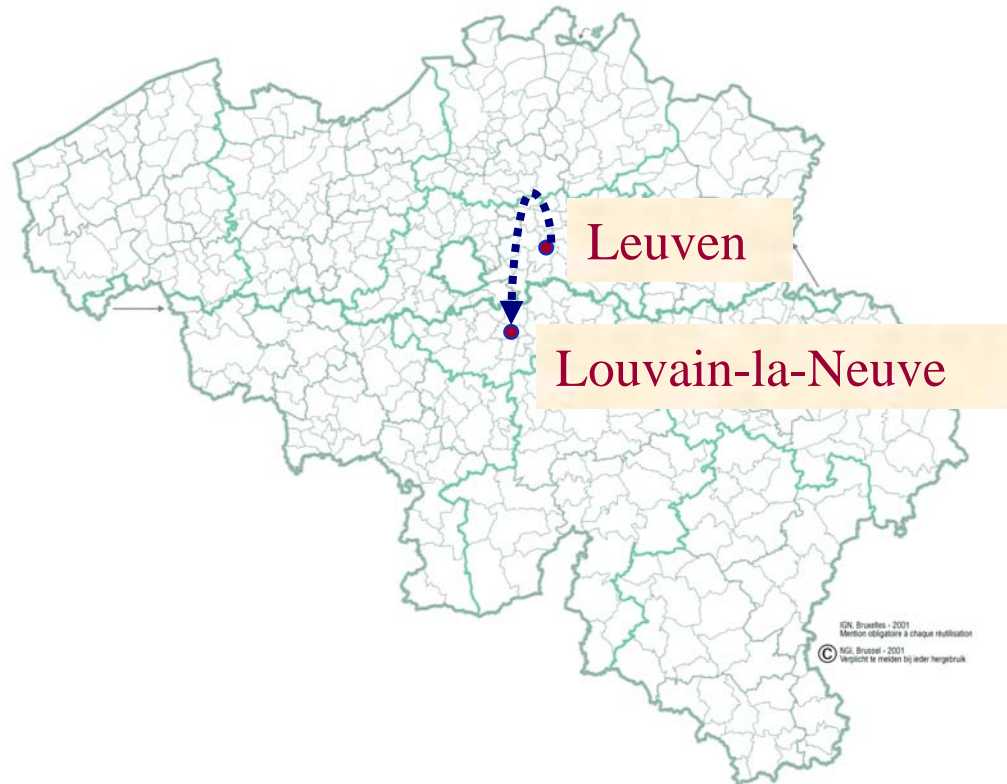 Leuven
Louvain-la-Neuve
IGN, Bruxelles - 2001
Mention obligatoire à chaque réutilisation
© NGI, Brussel - 2001
Verplicht te melden bij ieder hergebruik